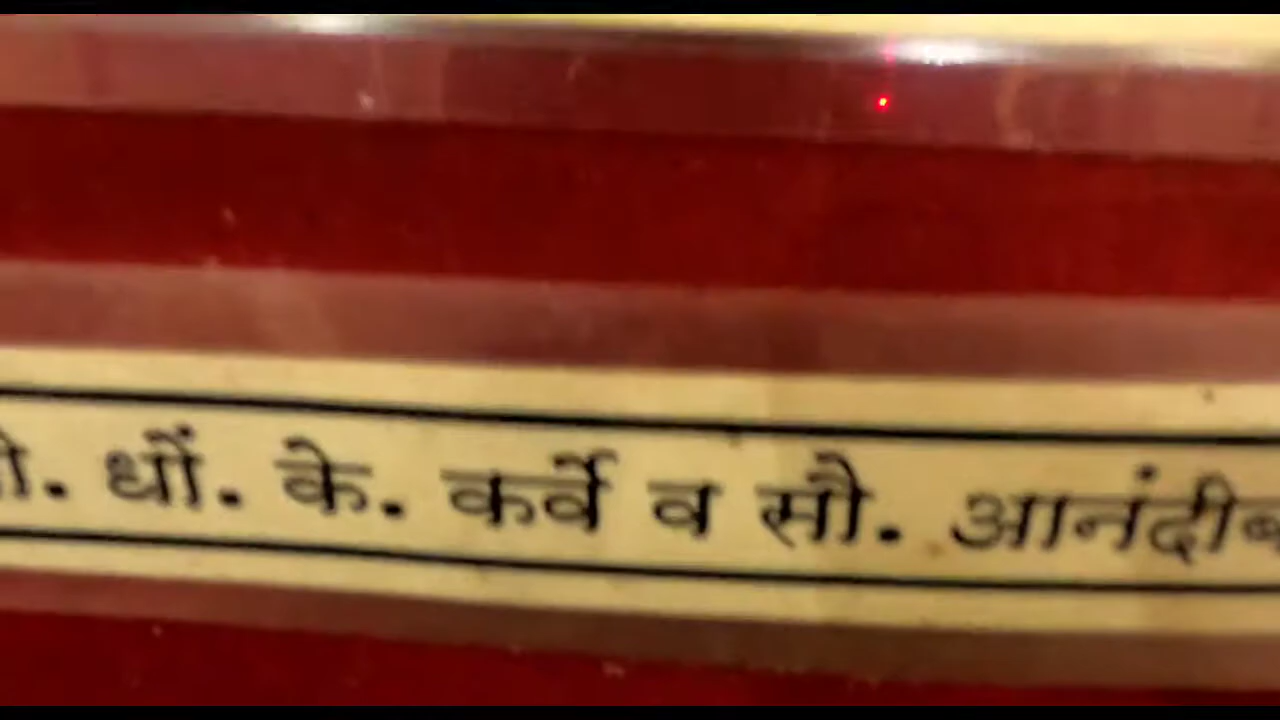 धों. के. कर्वे व सौ. आनंदीब